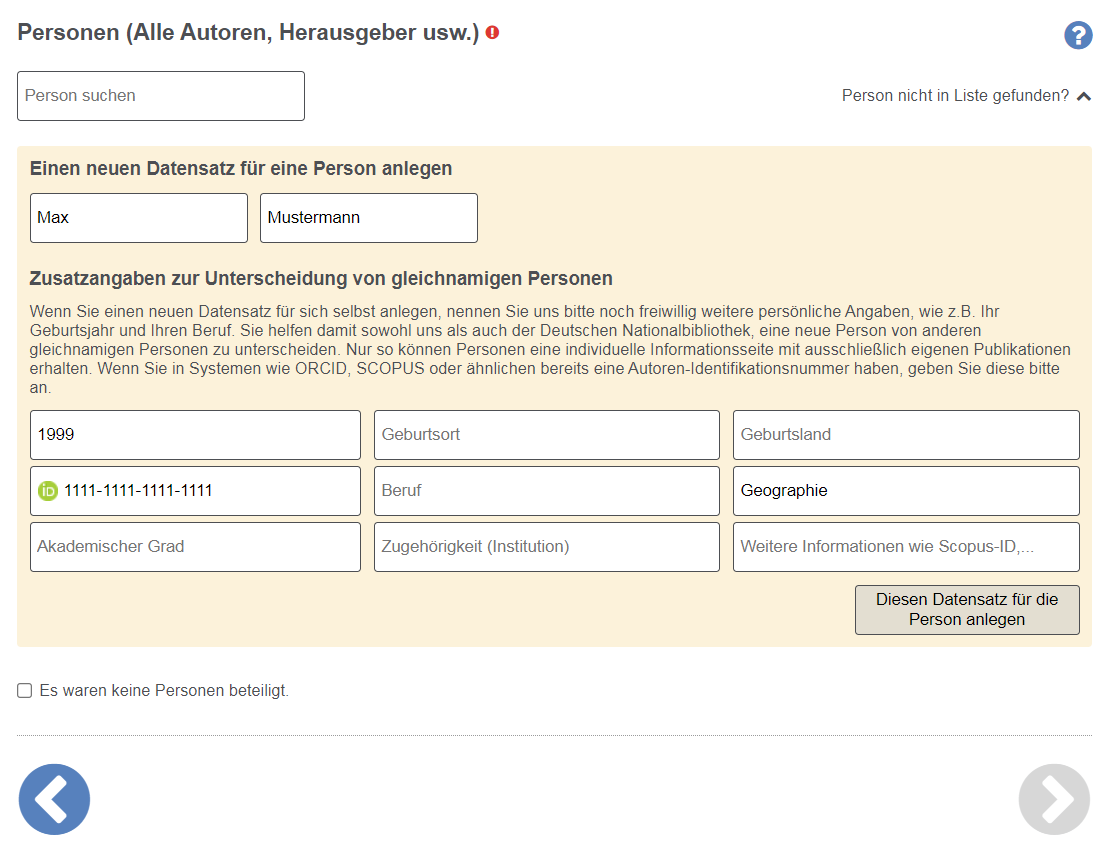 Personen (Alle Autoren, Herausgeber usw.)
Person suchen
Person nicht in Liste gefunden?
Einen neuen Datensatz für eine Person anlegen
Max Mustermann
Zusatzangaben zur Unterscheidung von gleichnamigen Personen
Wenn Sie einen neuen Datensatz für sich selbst anlegen, nennen Sie uns bitte noch freiwillig weitere persönliche Angaben, wie z.B. Ihr
Geburtsjahr und Ihren Beruf. Sie helfen damit sowohl uns als auch der Deutschen Nationalbibliothek, eine neue Person von anderen
gleichnamigen Personen zu unterscheiden. Nur so können Personen eine individuelle Informationsseite mit ausschließlich eigenen Publikationen
erhalten. Wenn Sie in Systemen wie ORCID, SCOPUS oder ähnlichen bereits eine Autoren-Identifikationsnummer haben, geben Sie diese bitte
an.
1999 Geburtsort Geburtsland
iD 1111-1111-1111-1111 Beruf Geographie
Akademischer Grad Zugehörigkeit (Institution) Weitere Informationen wie Scopus-ID,...
Diesen Datensatz für die
Person anlegen
Es waren keine Personen beteiligt.